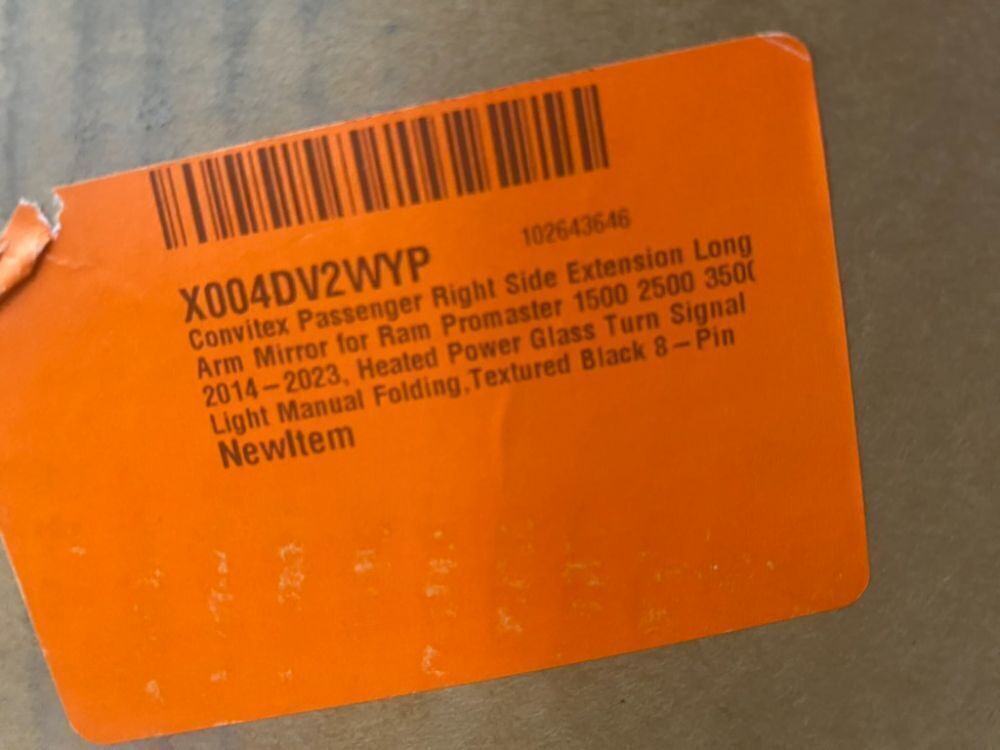 102643646
X004DV2WYP
Convitex Passenger Right Side Extension Long
Arm Mirror for Ram Promaster 1500 2500 350(
2014-2023, Heated Power Glass Turn Signal
Light Manual Folding,Textured Black 8-Pin
NewItem